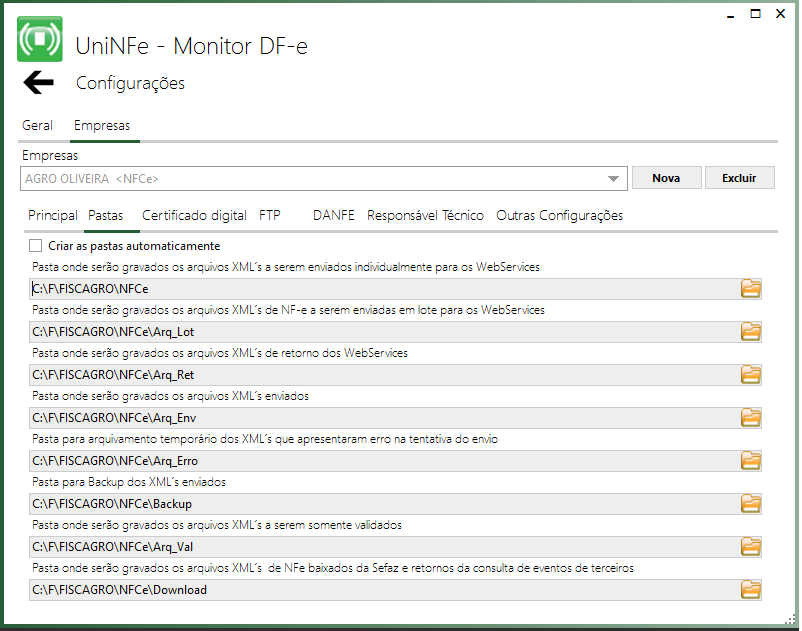 UniNFe - Monitor DF-e
Configurações
Geral Empresas
Empresas
AGRO OLIVEIRA <NFCe> Nova Excluir
Principal Pastas Certificado digital FTP DANFE Responsável Técnico Outras Configurações
Criar as pastas automaticamente
Pasta onde serão gravados os arquivos XML´s a serem enviados individualmente para os WebServices
C:\F\FISCAGRO\NFCe
Pasta onde serão gravados os arquivos XML´s de NF-e a serem enviadas em lote para os WebServices
C:\F\FISCAGRO\NFCe\Arq_Lot
Pasta onde serão gravados os arquivos XML´s de retorno dos WebServices
C:\F\FISCAGRO\NFCe\Arq_Ret
Pasta onde serão gravados os arquivos XML´s enviados
C:\F\FISCAGRO\NFCe\Arq_Env
Pasta para arquivamento temporário dos XML´s que apresentaram erro na tentativa do envio
C:\F\FISCAGRO\NFCe\Arq_Erro
Pasta para Backup dos XML´s enviados
C:\F\FISCAGRO\NFCe\Backup
Pasta onde serão gravados os arquivos XML´s a serem somente validados
C:\F\FISCAGRO\NFCe\Arq_Val
Pasta onde serão gravados os arquivos XML´s de NFe baixados da Sefaz e retornos da consulta de eventos de terceiros
C:\F\FISCAGRO\NFCe\Download